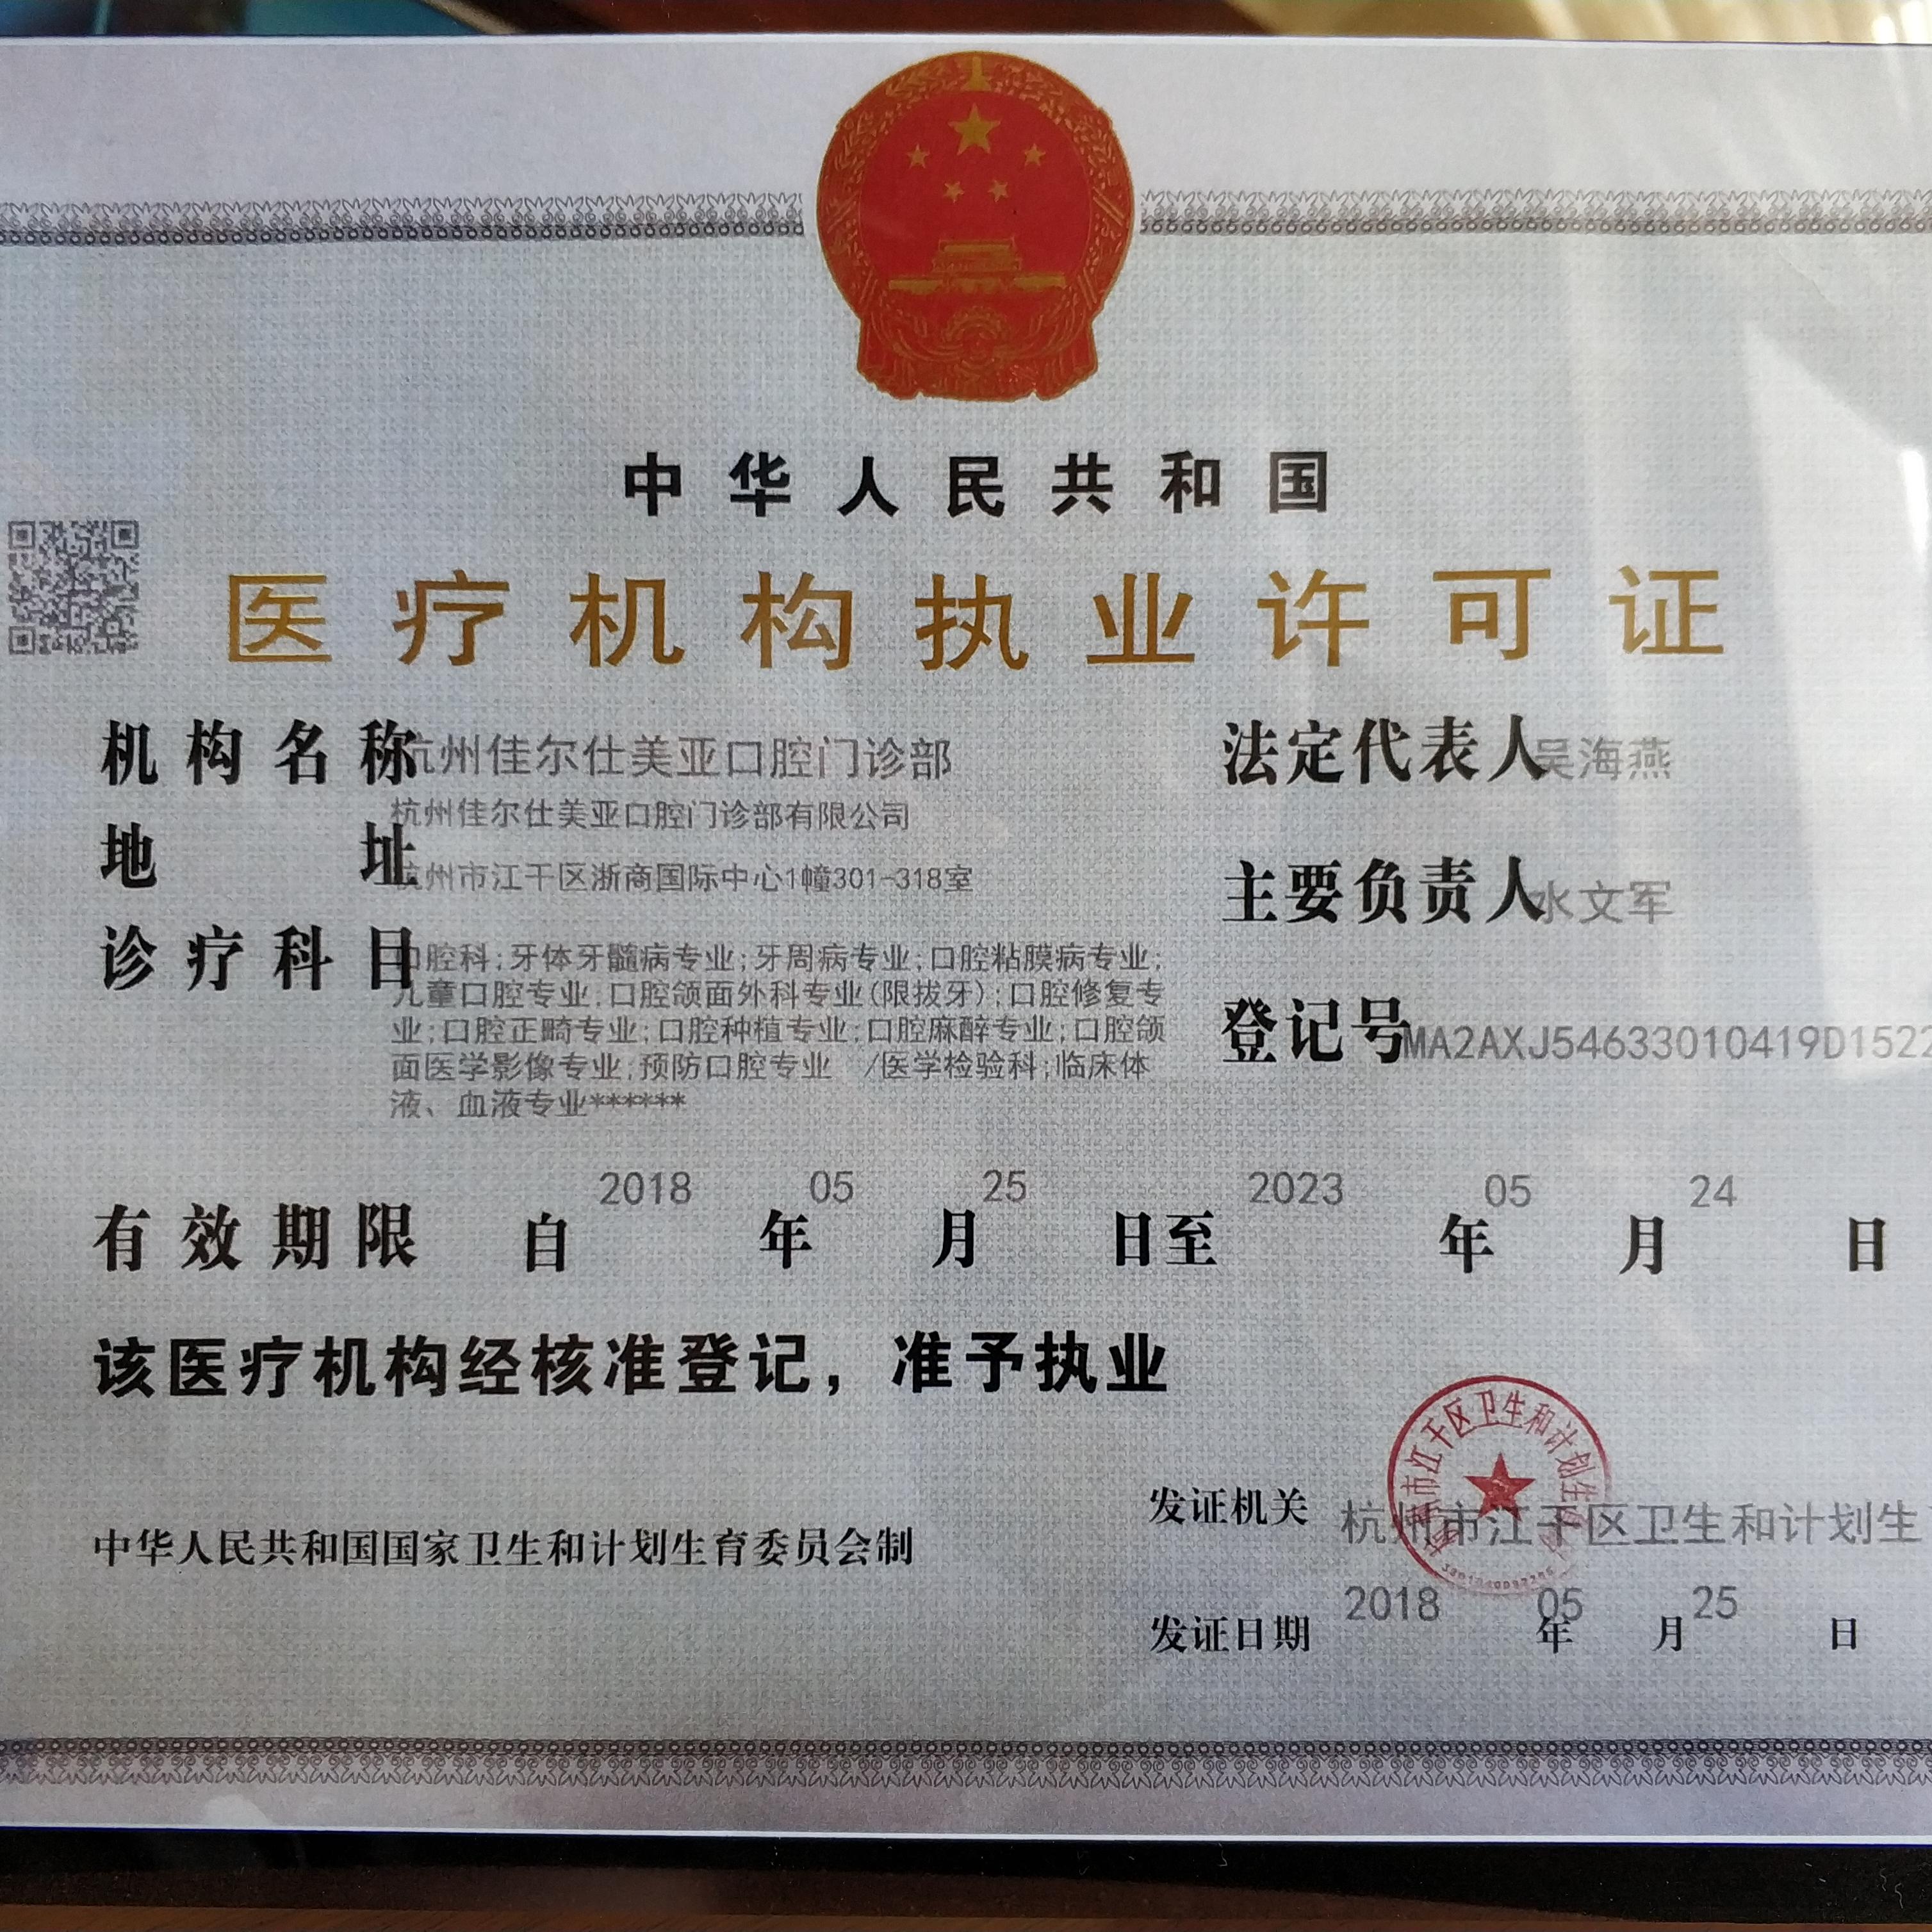 中华人民共和国
医疗机构执业许可证
机构名称 杭州佳尔仕美亚口腔门诊部
杭州佳尔仕美亚口腔门诊部有限公司
地址 杭州市江干区浙商国际中心1幢301-318室
诊疗科目 口腔科;牙体牙髓病专业;牙周病专业;口腔粘膜病专业;
儿童口腔专业;口腔颌面外科专业(限拔牙);口腔修复专
业;口腔正畸专业;口腔种植专业;口腔麻醉专业;口腔颌
面医学影像专业;预防口腔专业 /医学检验科;临床体
液、血液专业******
法定代表人 吴海燕
主要负责人 水文军
登记号 MA2AXJ54633010419D1522
有效期限 自 2018 年 05 月 25 日至 2023 年 05 月 24 日
该医疗机构经核准登记，准予执业
中华人民共和国国家卫生和计划生育委员会制
发证机关 杭州市江干区卫生和计划生
发证日期 2018 年 05 月 25 日
市江干区卫生和计划生